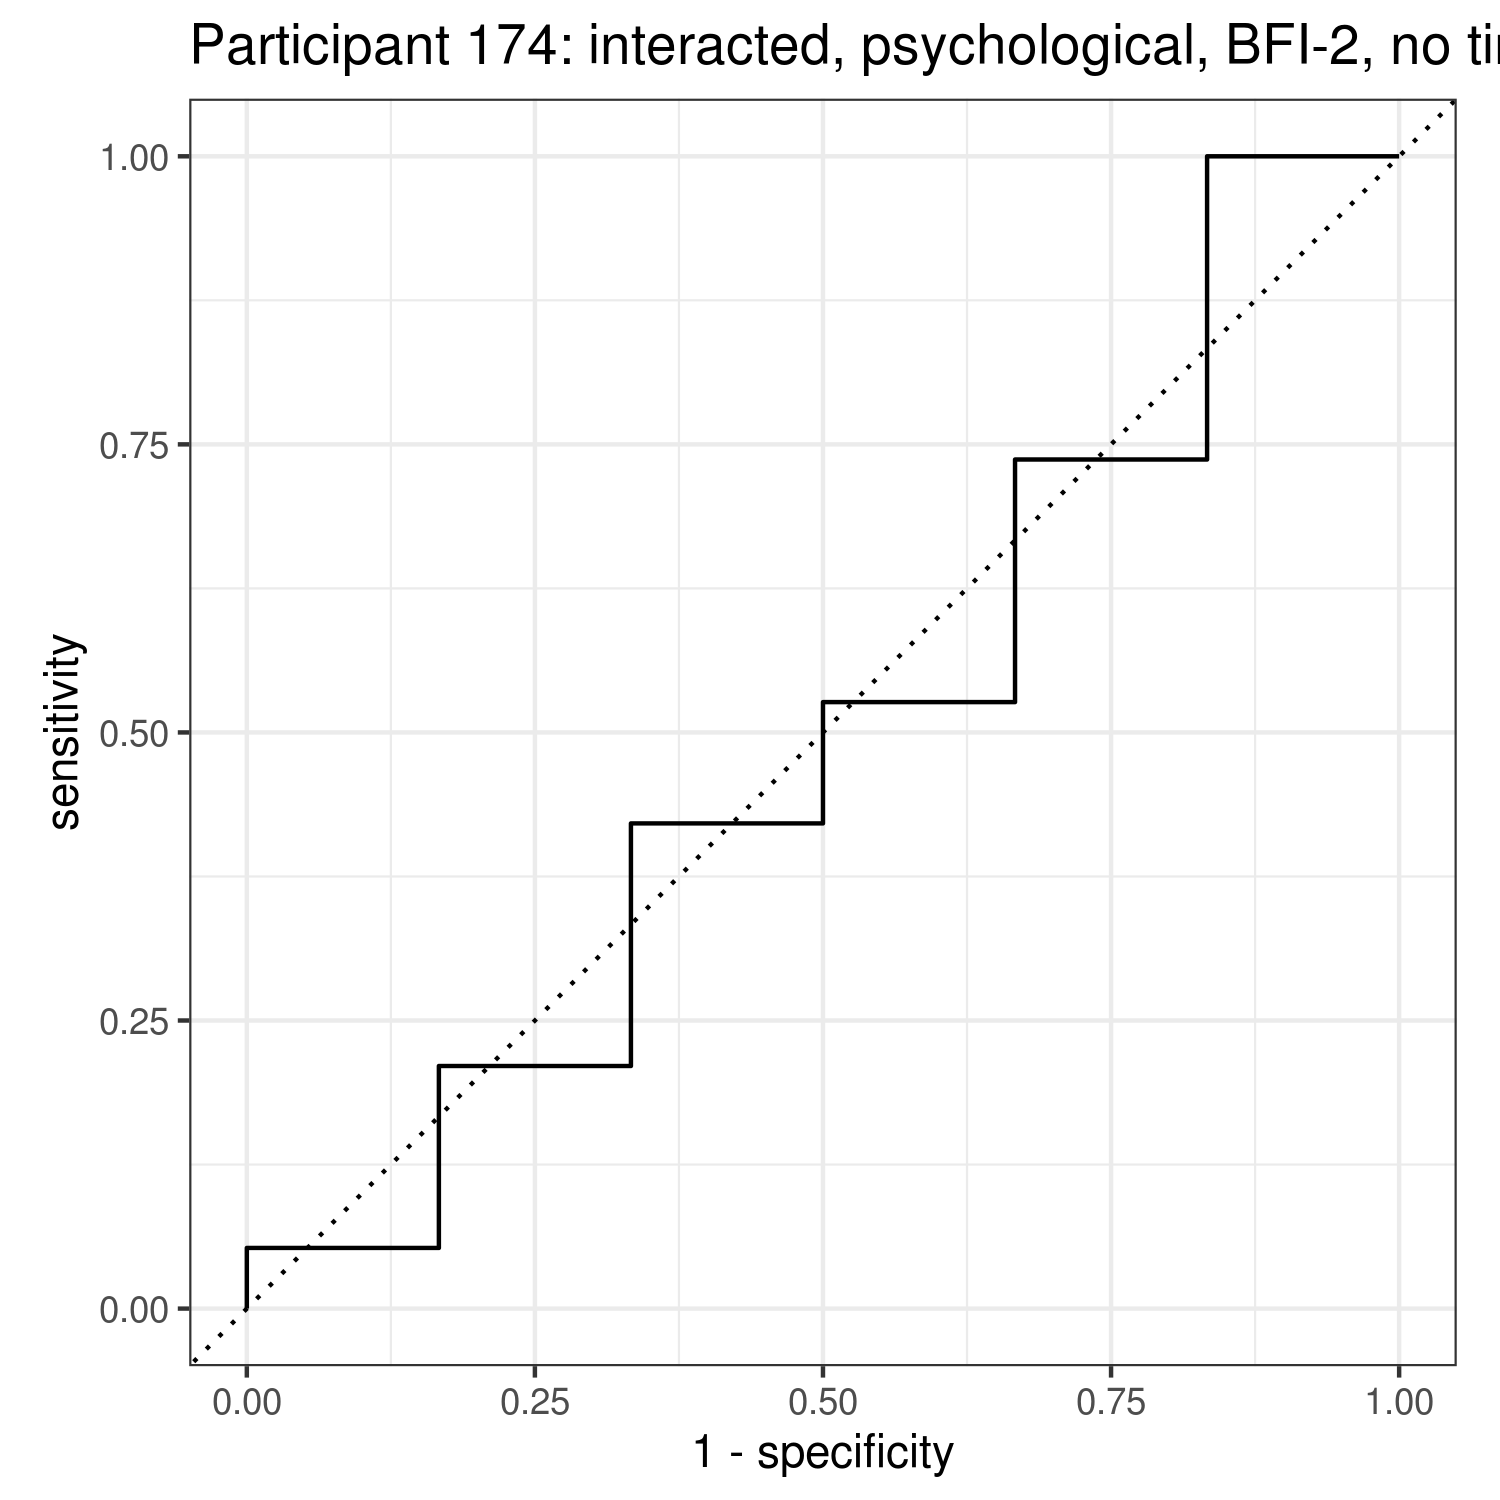 Participant 174: interacted, psychological, BFI-2, no
1.00
0.75
0.50
0.25
0.00
sensitivity
0.00 0.25 0.50 0.75 1.00
1 - specificity